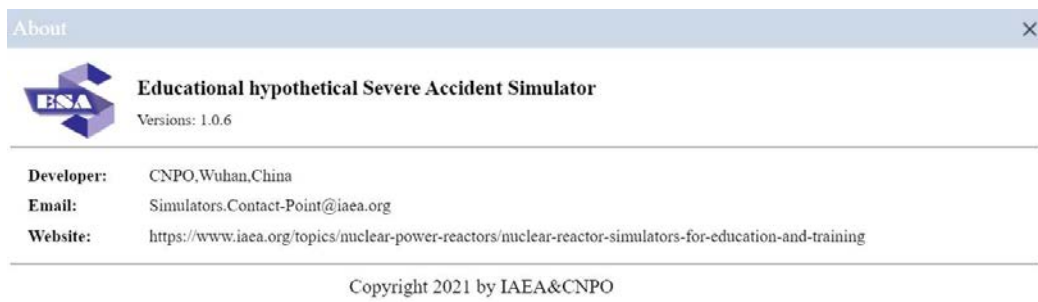 About
ESA
Educational hypothetical Severe Accident Simulator
Versions: 1.0.6
Developer: CNPO,Wuhan,China
Email: Simulators.Contact-Point@iaea.org
Website: https://www.iaea.org/topics/nuclear-power-reactors/nuclear-reactor-simulators-for-education-and-training
Copyright 2021 by IAEA&CNPO